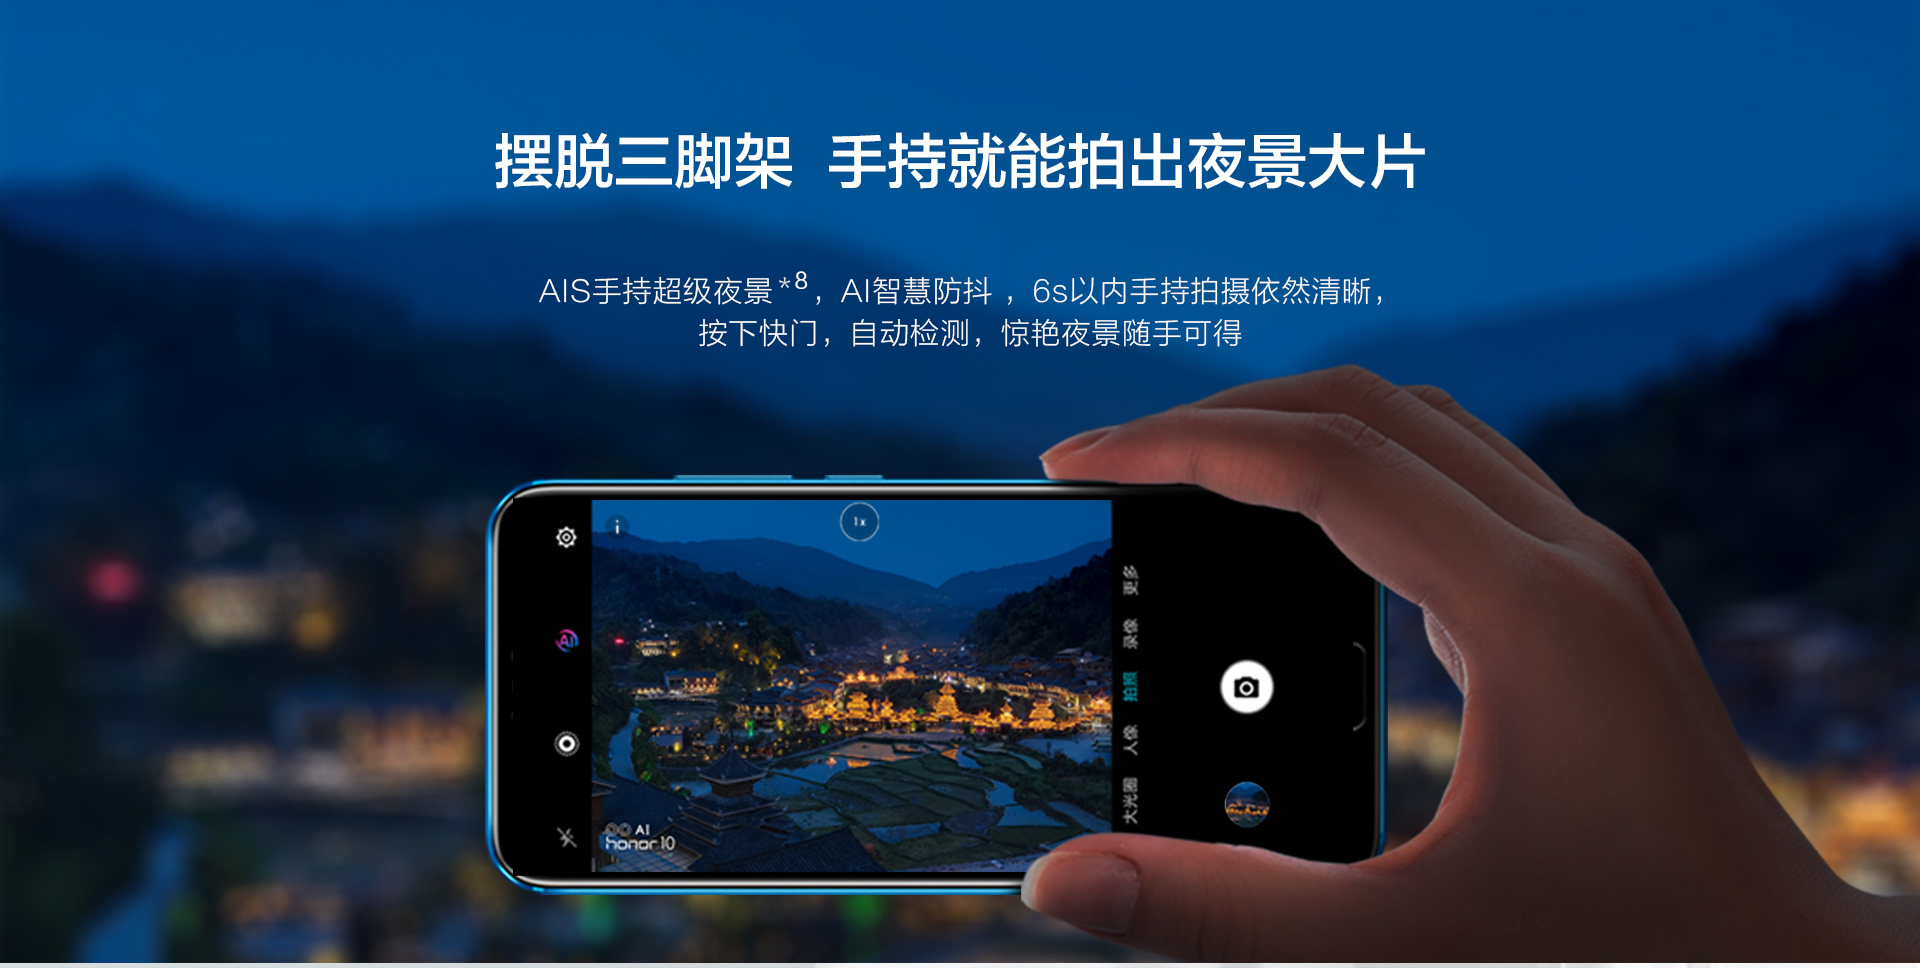 摆脱三脚架 手持就能拍出夜景大片
AIS手持超级夜景*8，AI智慧防抖，6s以内手持拍摄依然清晰，
按下快门，自动检测，惊艳夜景随手可得
i
1x
AI
更多
录像
拍照
人像
大光圈
AI
honor 10